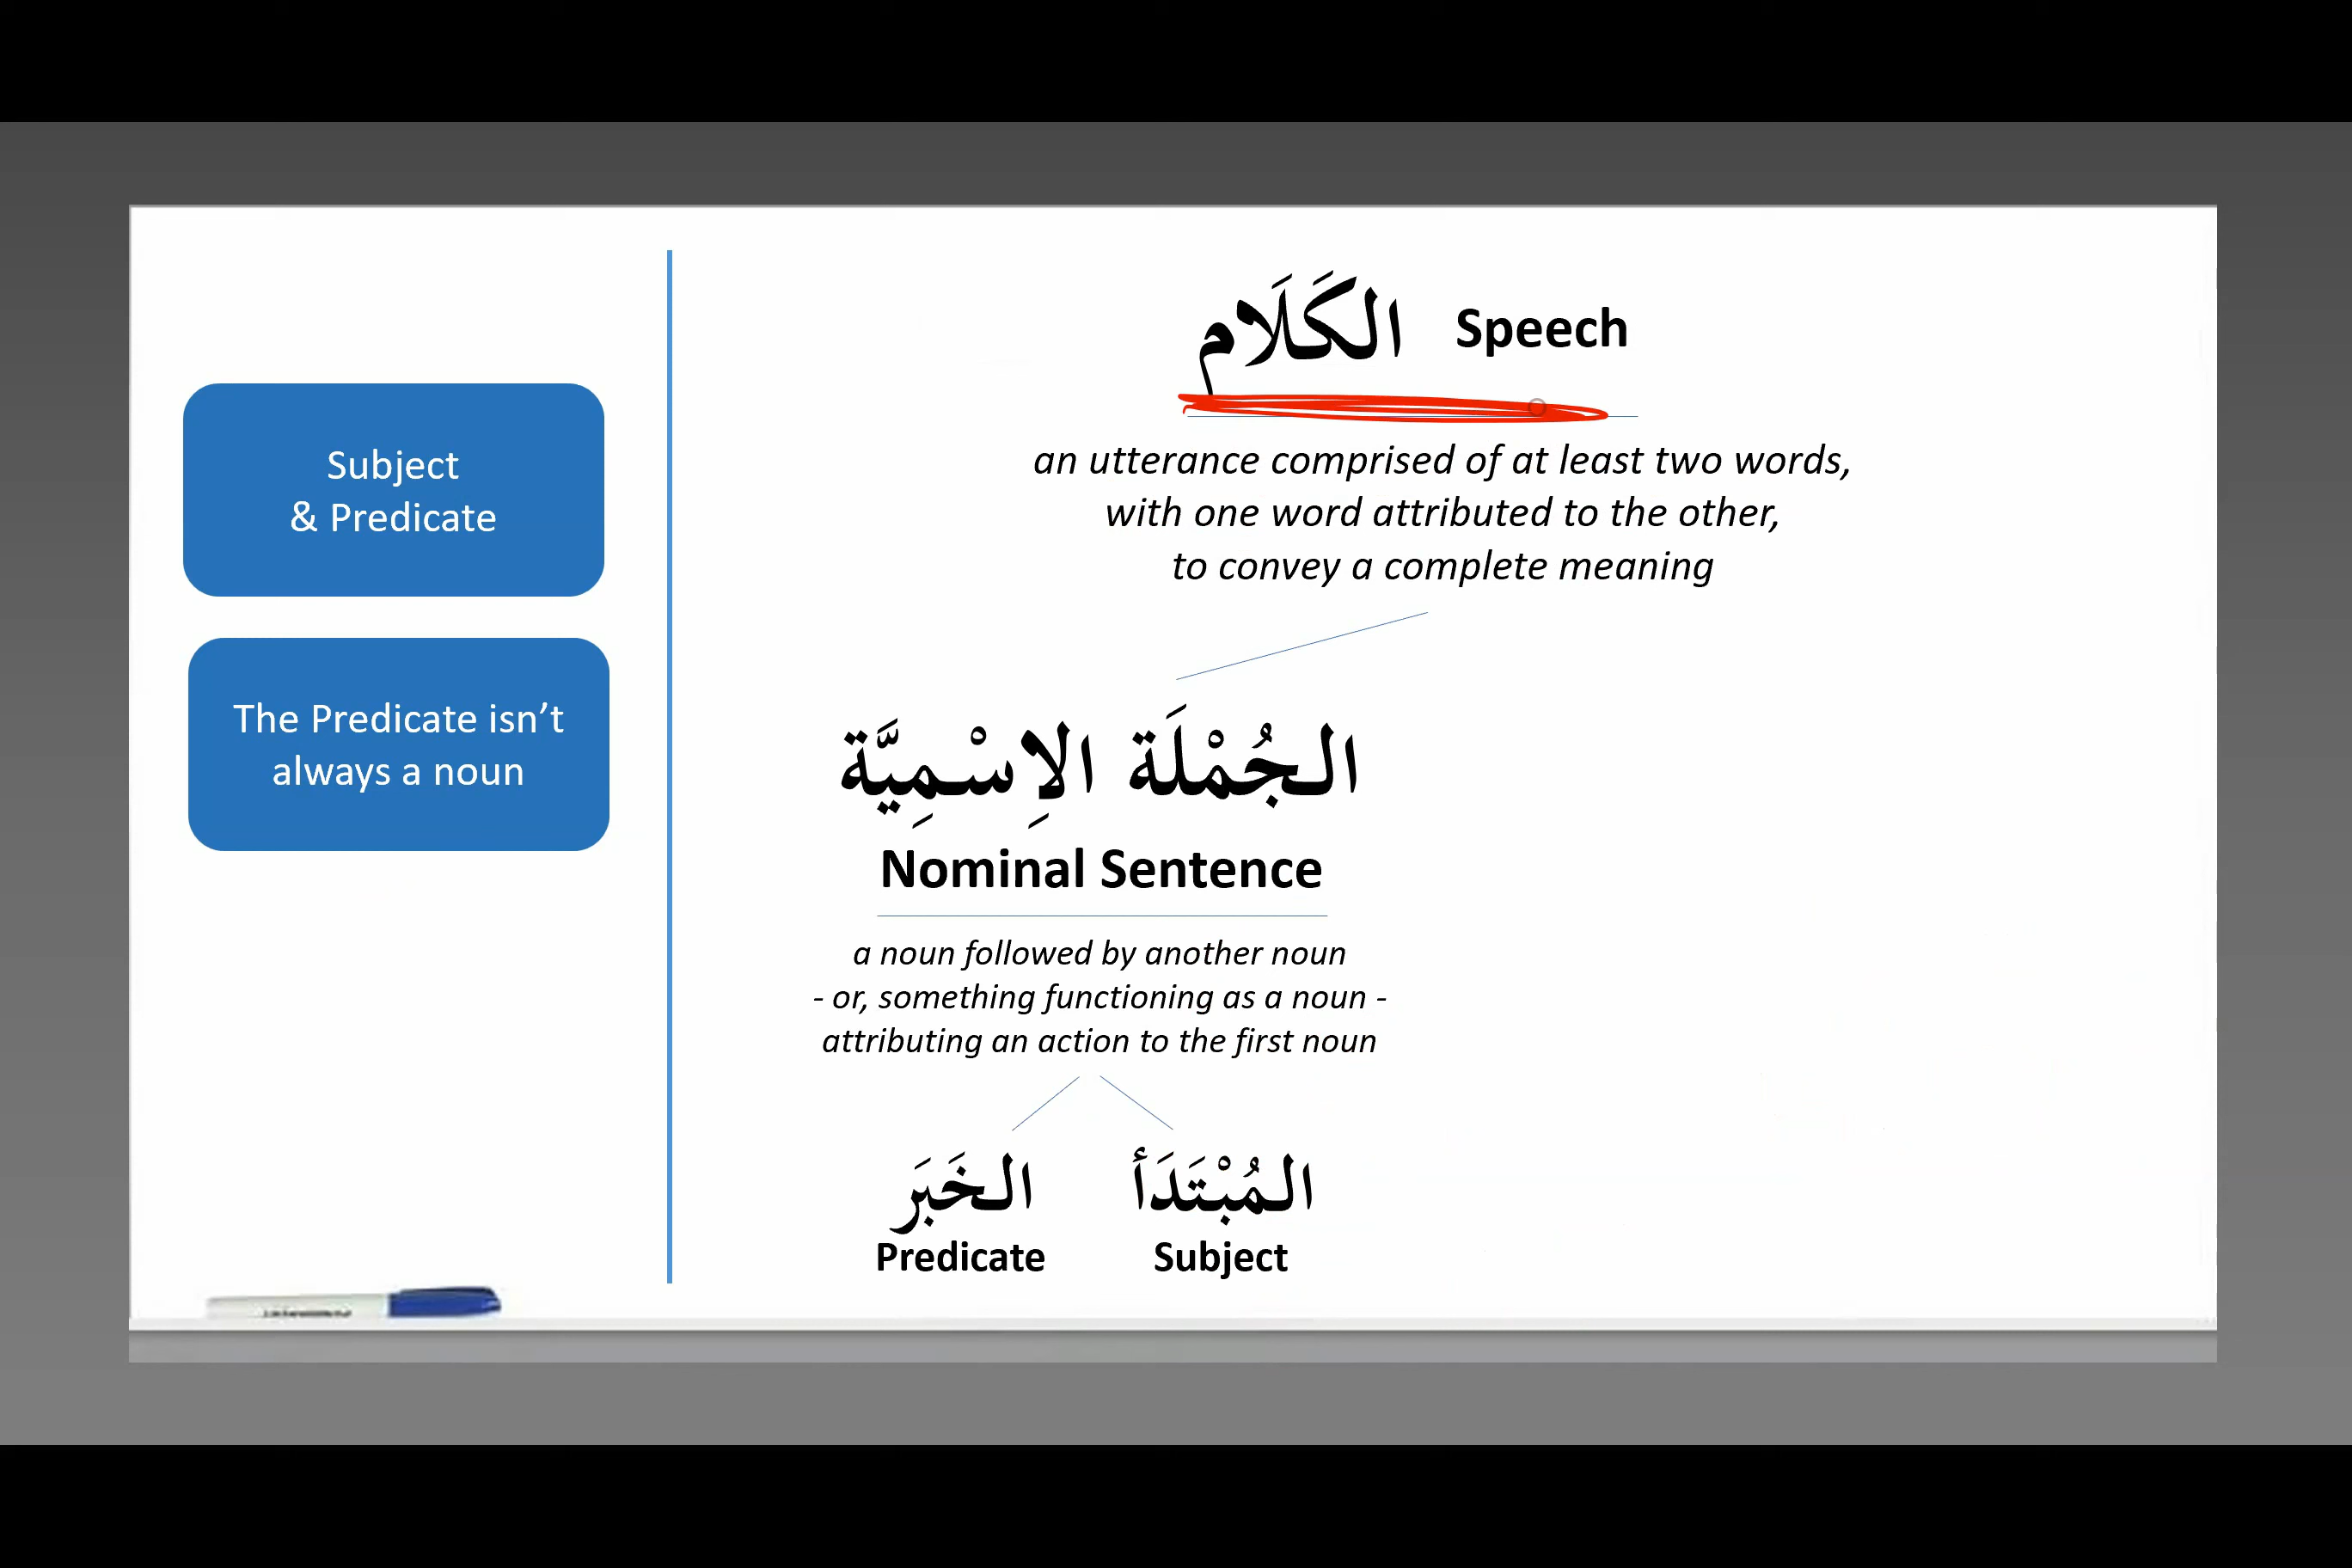 Subject
& Predicate
The Predicate isn’t
always a noun
الكَلَام Speech
an utterance comprised of at least two words,
with one word attributed to the other,
to convey a complete meaning
الجُمْلَة الاِسْمِيَّة
Nominal Sentence
a noun followed by another noun
- or, something functioning as a noun -
attributing an action to the first noun
المُبْتَدَأ الخَبَر
Predicate Subject